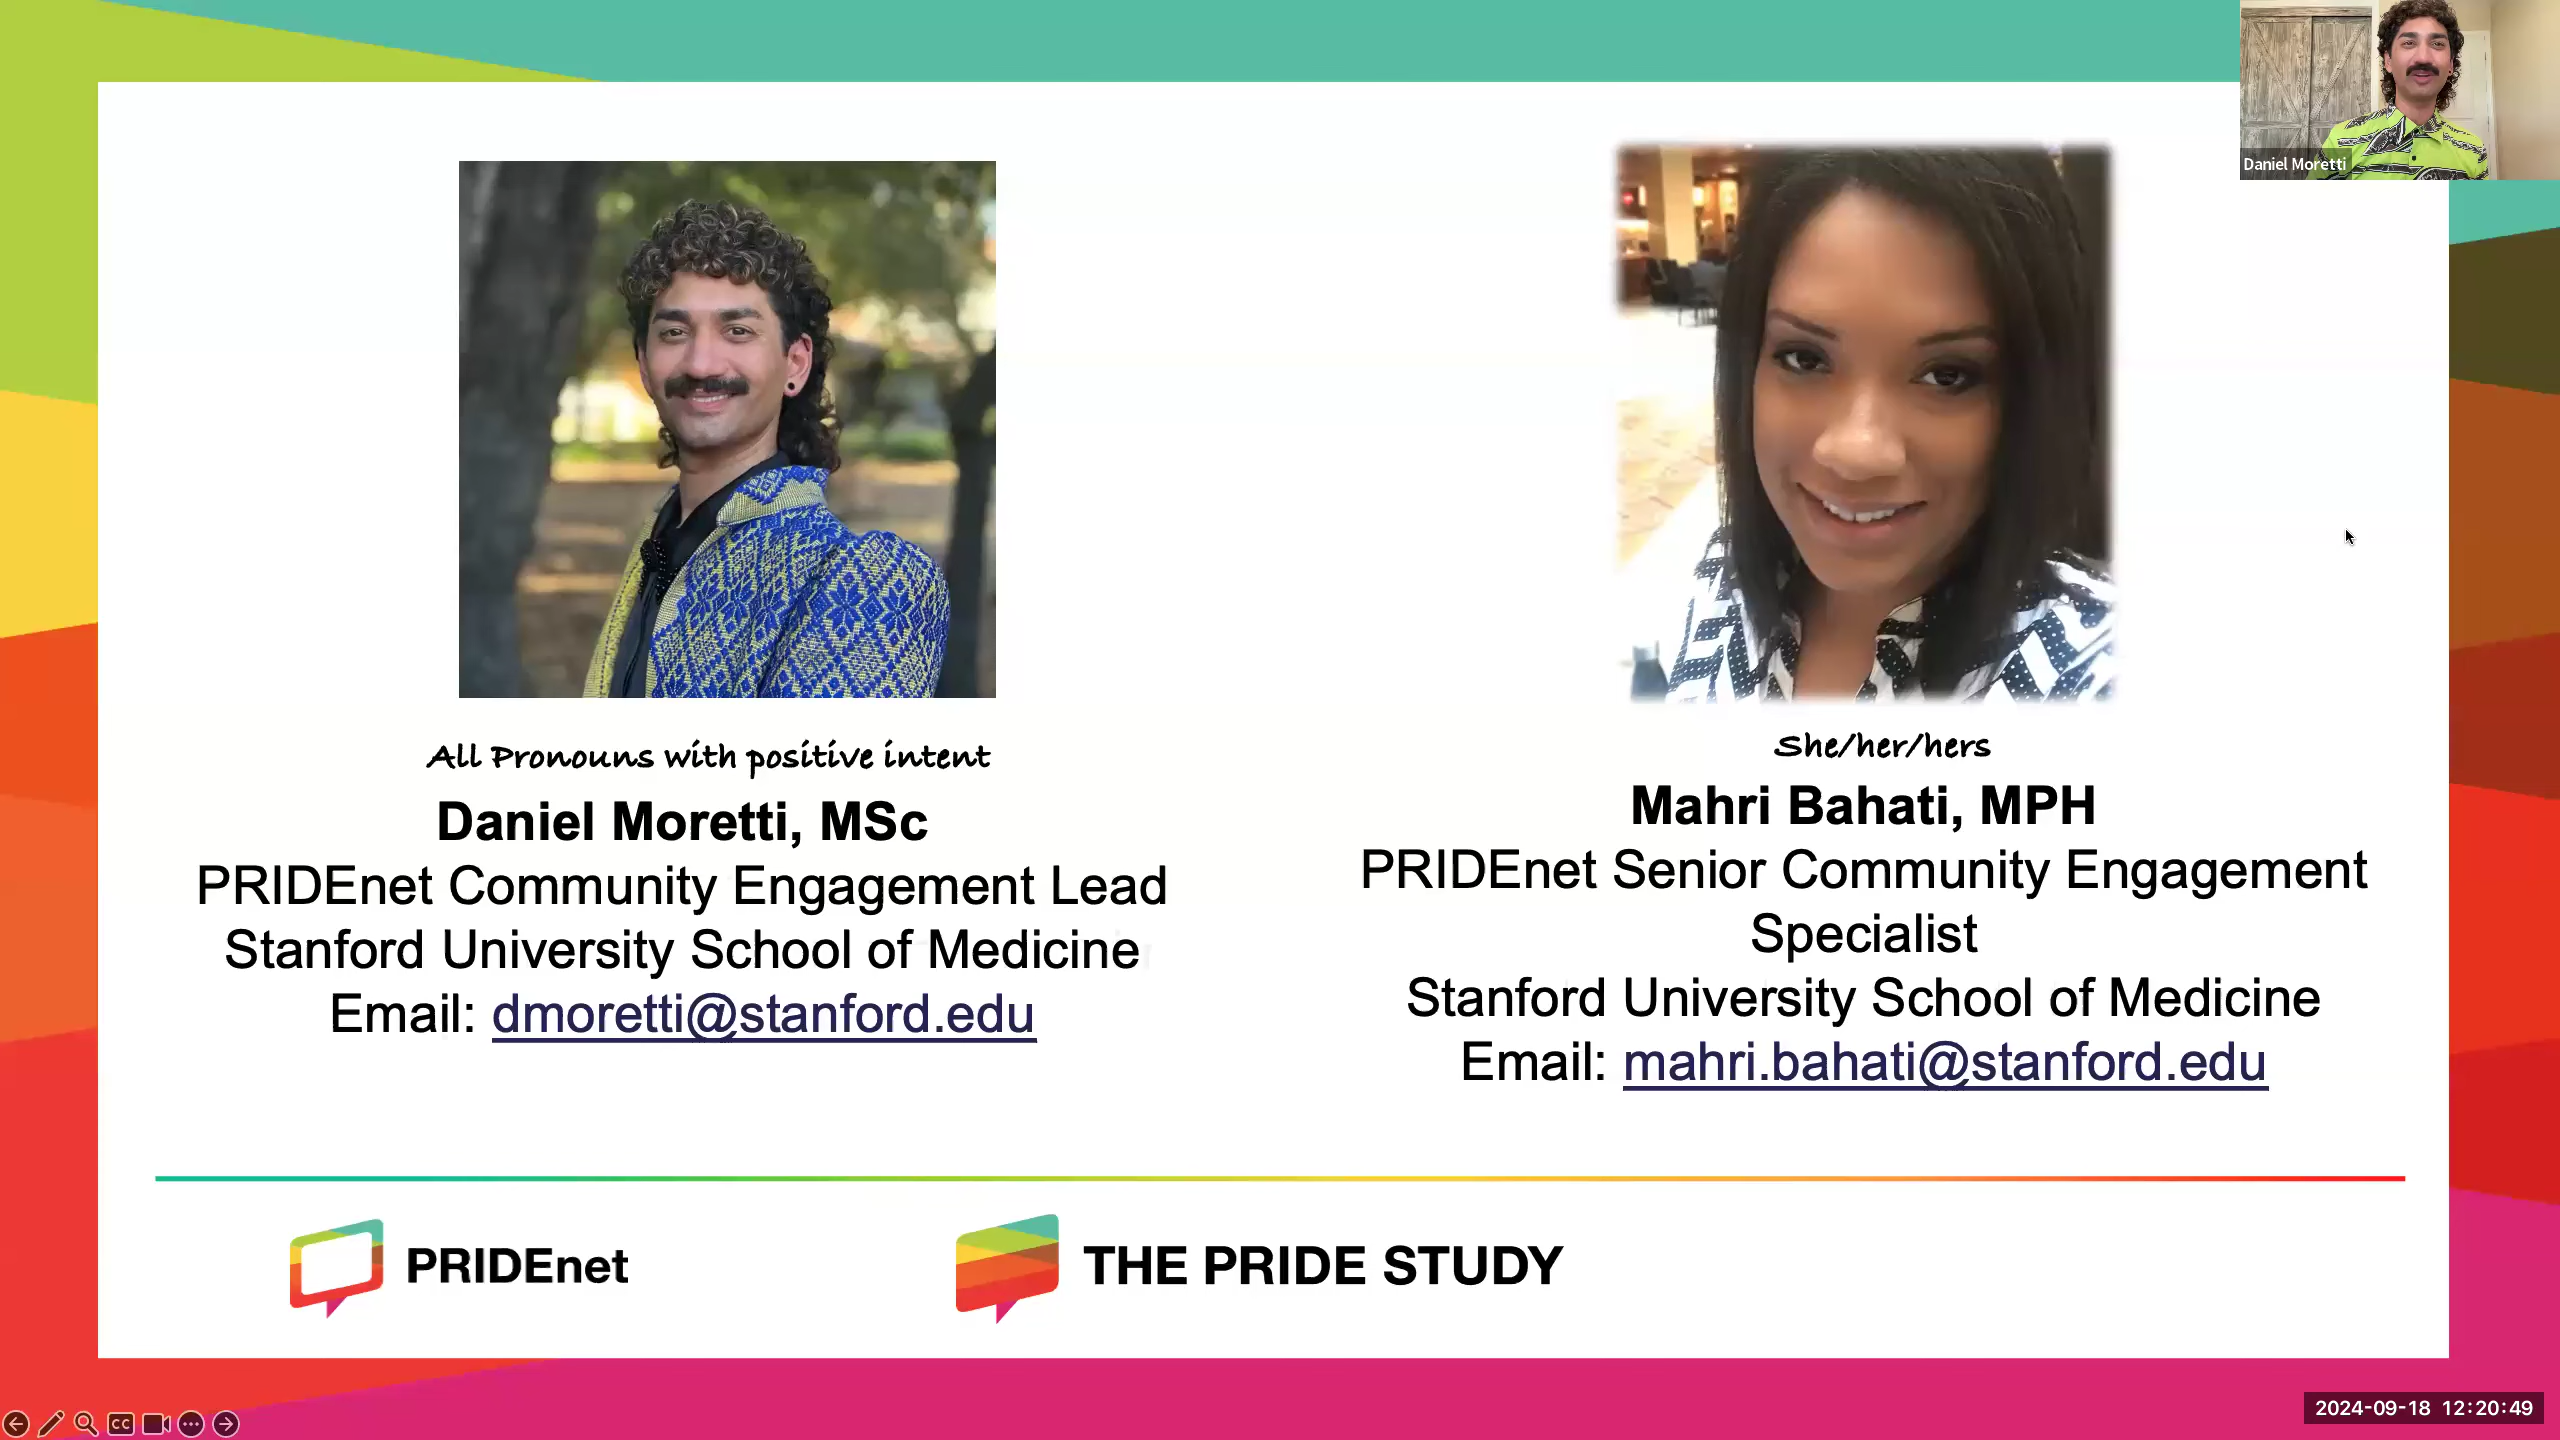 Daniel Moretti
All Pronouns with positive intent
Daniel Moretti, MSc
PRIDEnet Community Engagement Lead
Stanford University School of Medicine
Email: dmoretti@stanford.edu
She/her/hers
Mahri Bahati, MPH
PRIDEnet Senior Community Engagement
Specialist
Stanford University School of Medicine
Email: mahri.bahati@stanford.edu
PRIDEnet
THE PRIDE STUDY
CC
2024-09-18 12:20:49